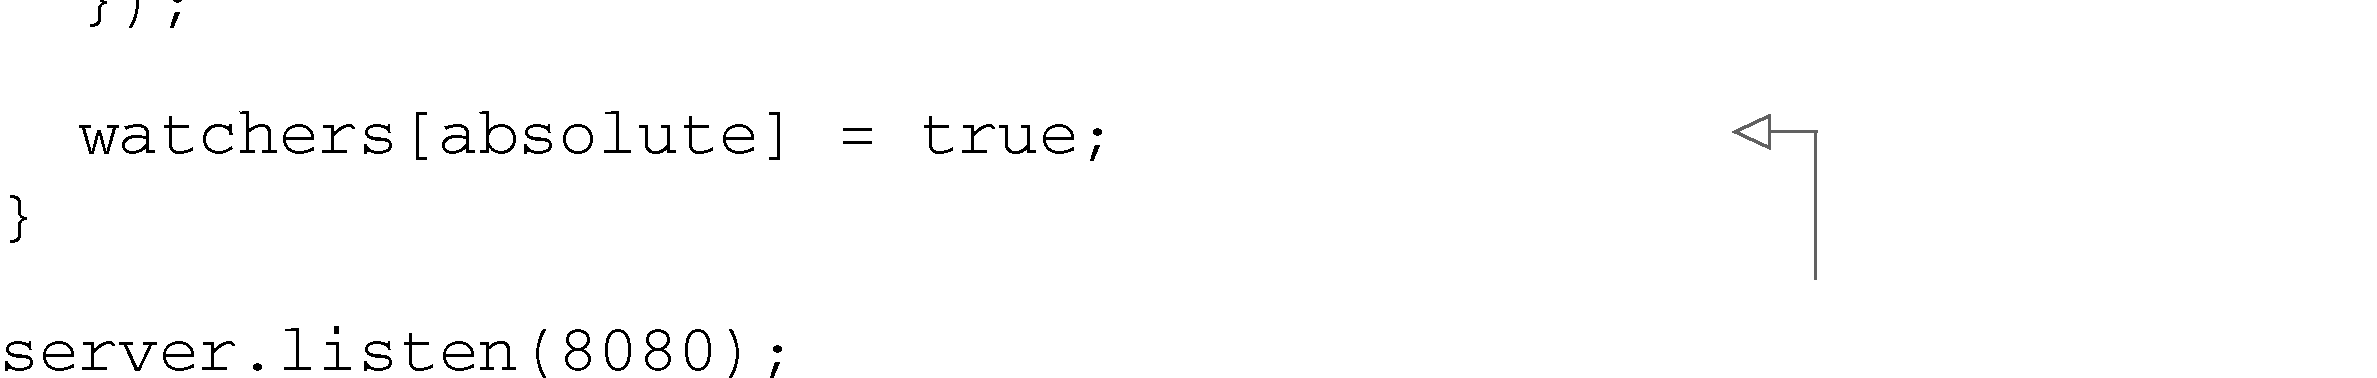 });
watchers[absolute] = true;
}
server.listen(8080);